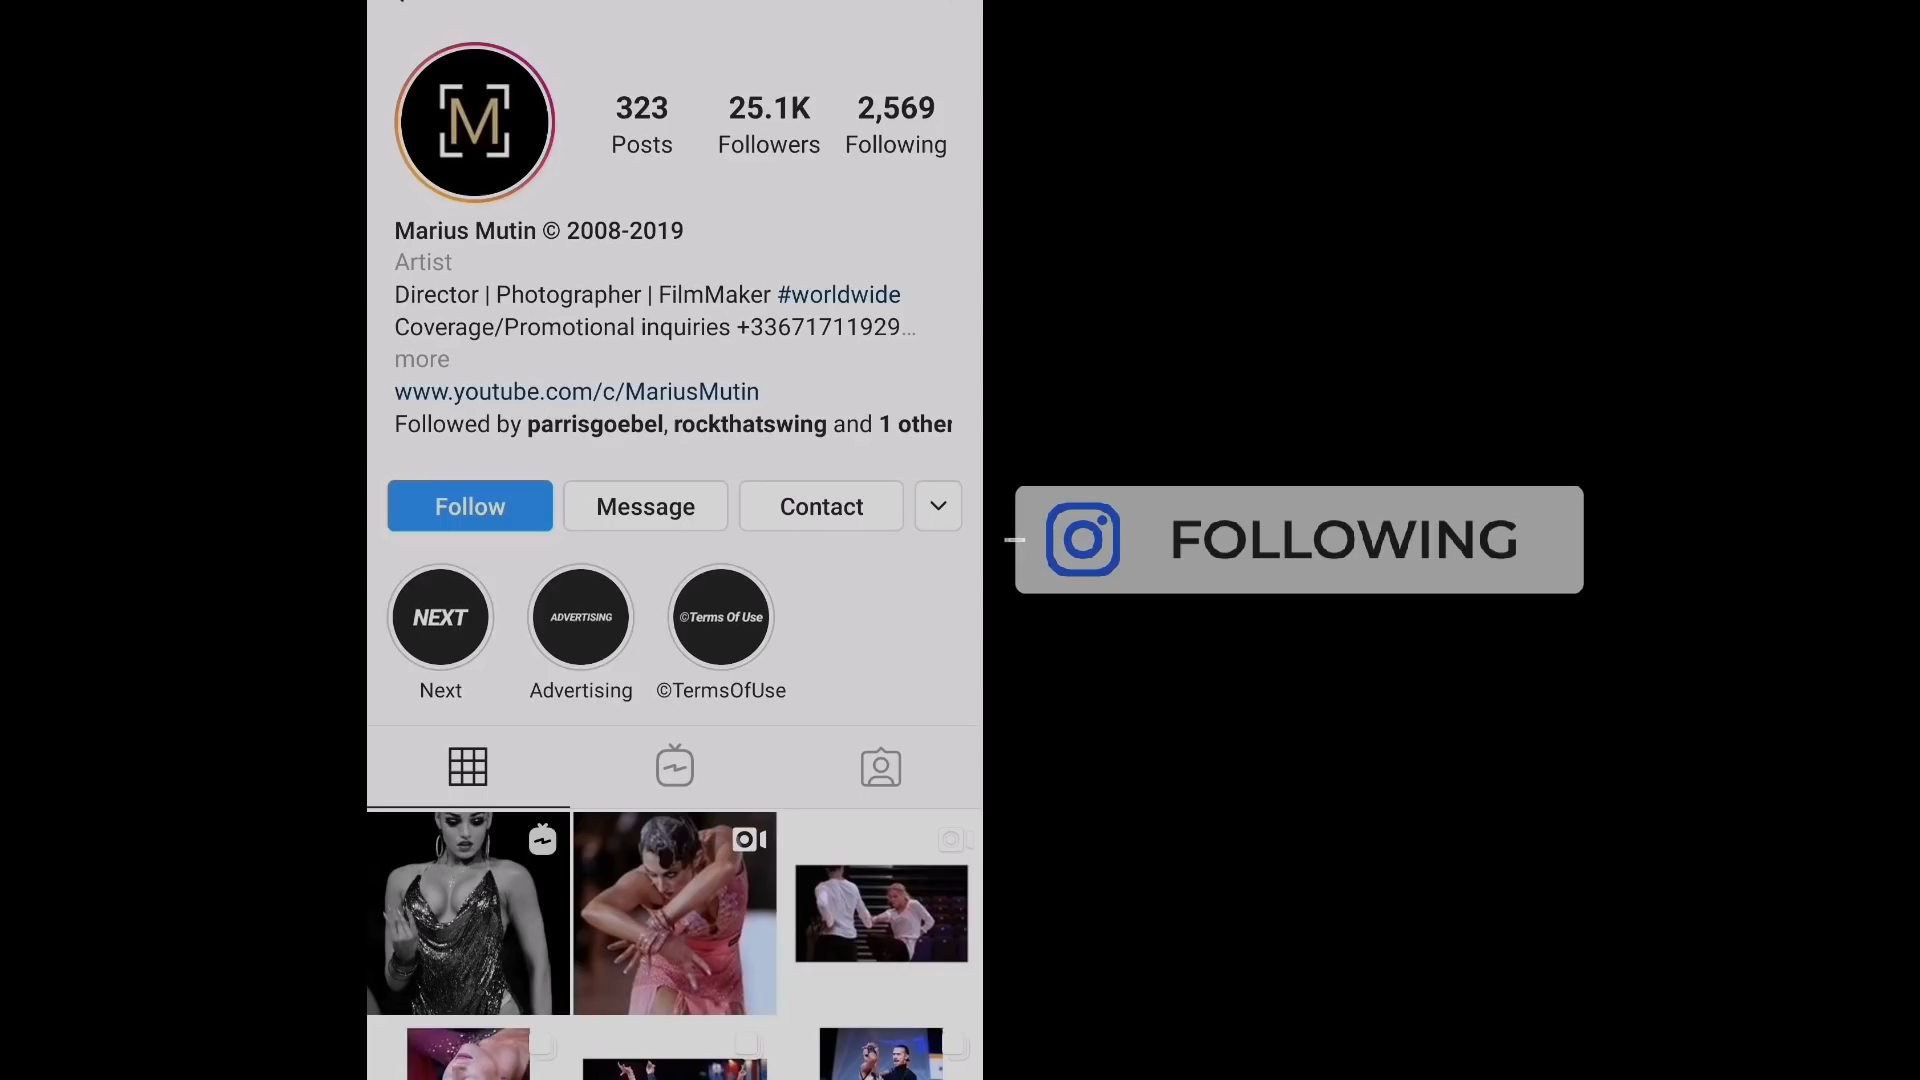 M
323 25.1K 2,569
Posts Followers Following
Marius Mutin © 2008-2019
Artist
Director | Photographer | FilmMaker #worldwide
Coverage/Promotional inquiries +33671711929...
more
www.youtube.com/c/MariusMutin
Followed by parrisgoebel, rockthatswing and 1 other
Follow Message Contact
FOLLOWING
NEXT ADVERTISING ©Terms Of Use
Next Advertising ©TermsOfUse